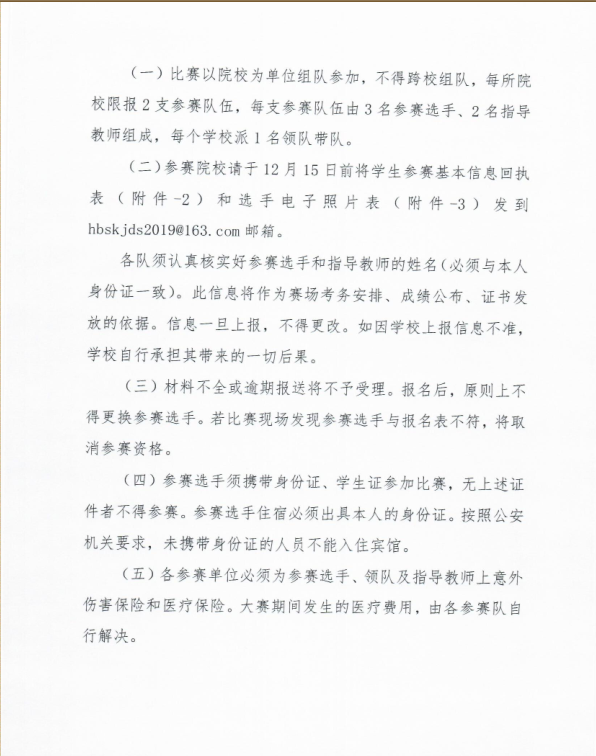 （一）比赛以院校为单位组队参加，不得跨校组队，每所院
校限报2支参赛队伍，每支参赛队伍由3名参赛选手、2名指导
教师组成，每个学校派1名领队带队。
（二）参赛院校请于12月15日前将学生参赛基本信息回执
表（附件-2）和选手电子照片表（附件-3）发到
hbskjds2019@163.com邮箱。
各队须认真核实好参赛选手和指导教师的姓名(必须与本人
身份证一致)。此信息将作为赛场考务安排、成绩公布、证书发
放的依据。信息一旦上报，不得更改。如因学校上报信息不准，
学校自行承担其带来的一切后果。
（三）材料不全或逾期报送将不予受理。报名后，原则上不
得更换参赛选手。若比赛现场发现参赛选手与报名表不符，将取
消参赛资格。
（四）参赛选手须携带身份证、学生证参加比赛，无上述证
件者不得参赛。参赛选手住宿必须出具本人的身份证。按照公安
机关要求，未携带身份证的人员不能入住宾馆。
（五）各参赛单位必须为参赛选手、领队及指导教师上意外
伤害保险和医疗保险。大赛期间发生的医疗费用，由各参赛队自
行解决。